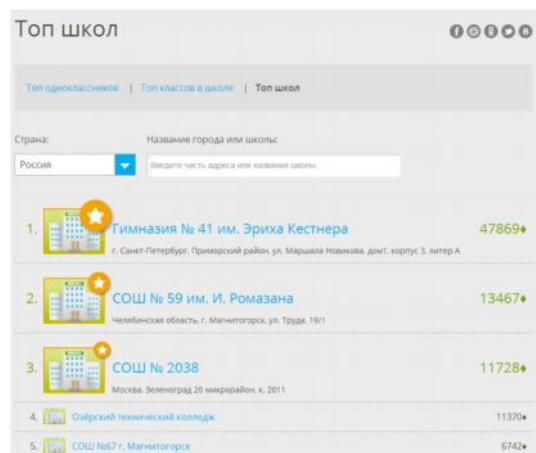 Топ школ
Топ одноклассников | Топ классов в школе | Топ школ
Страна: Название города или школы:
Россия Введите часть адреса или названия школы...
1. Гимназия № 41 им. Эриха Кестнера 47869
г. Санкт-Петербург, Приморский район, ул. Маршала Новикова, дом1, корпус 3, литер А
2. СОШ № 59 им. И. Ромазана 13467
Челябинская область, г. Магнитогорск, ул. Труда, 19/1
3. СОШ № 2038 11728
Москва, Зеленоград 20 микрорайон, к. 2011
4. Озёрский технический колледж 11370
5. СОШ №67 г. Магнитогорск 6742